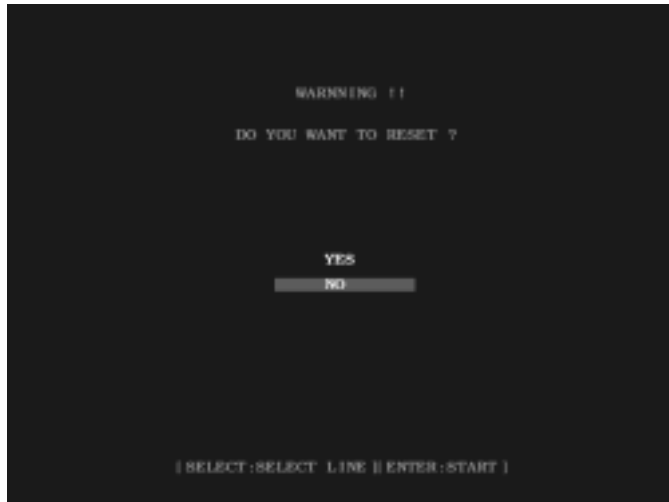 WARNNING !!
DO YOU WANT TO RESET ?
YES
NO
[SELECT:SELECT LINE][ENTER:START]